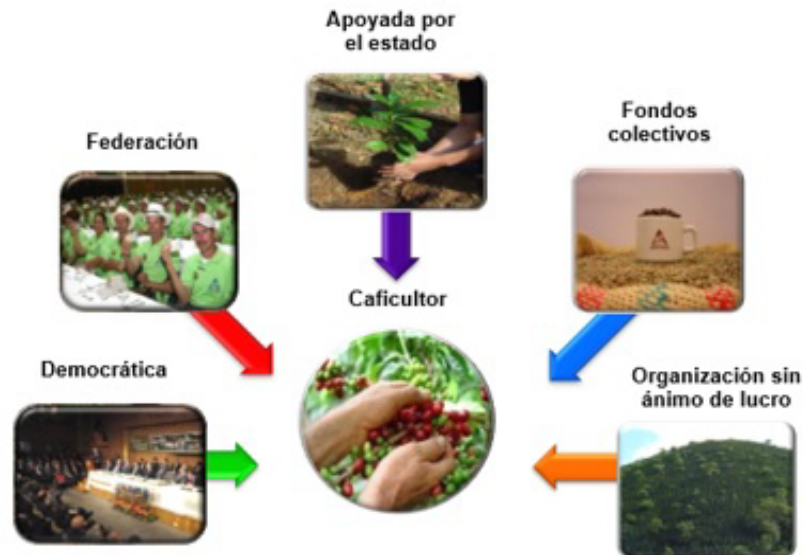 Apoyada por
el estado
Federación
Fondos
colectivos
Caficultor
Democrática
Organización sin
ánimo de lucro